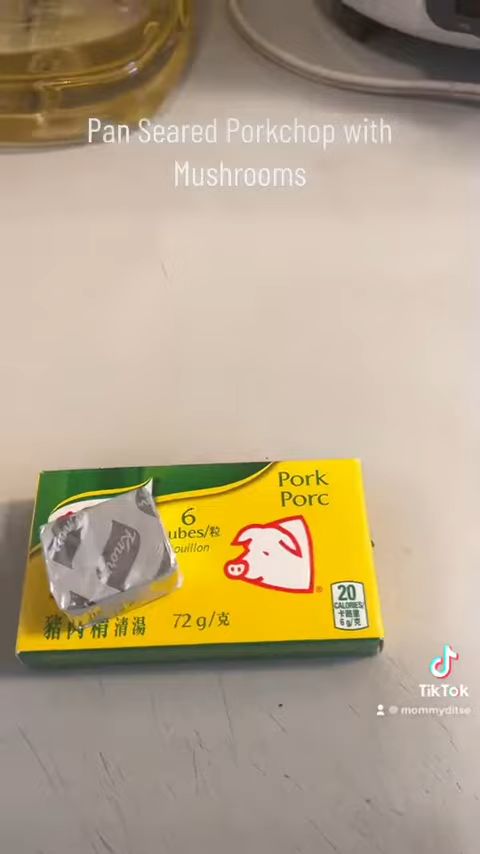 Pan Seared Porkchop with
Mushrooms
Pork
Porc
6
ubes/粒
ouillon
Knorr
豬肉精清湯
72 g/克
20
CALORIES/
卡路里
6 g/克
TikTok
@mommyditse